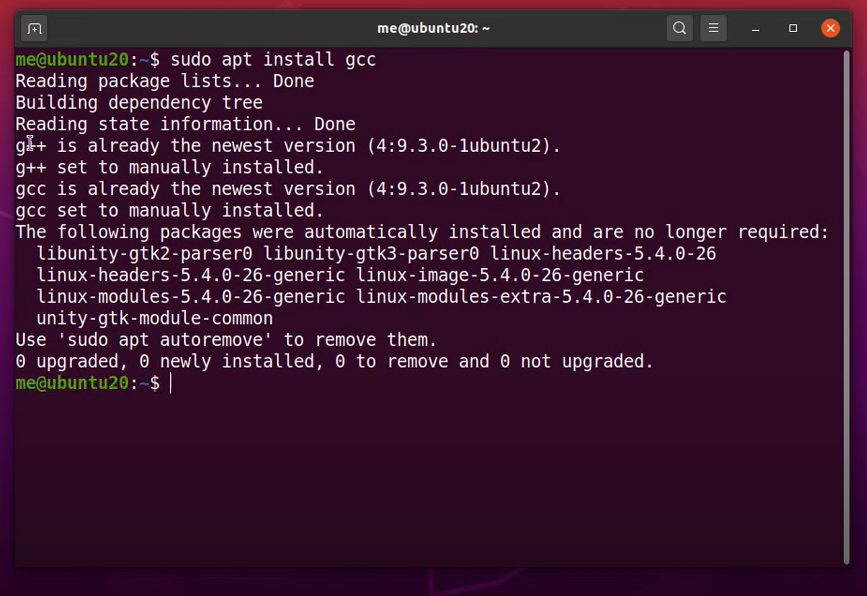 me@ubuntu20: ~
me@ubuntu20:~$ sudo apt install gcc
Reading package lists... Done
Building dependency tree
Reading state information... Done
g++ is already the newest version (4:9.3.0-1ubuntu2).
g++ set to manually installed.
gcc is already the newest version (4:9.3.0-1ubuntu2).
gcc set to manually installed.
The following packages were automatically installed and are no longer required:
  libunity-gtk2-parser0 libunity-gtk3-parser0 linux-headers-5.4.0-26
  linux-headers-5.4.0-26-generic linux-image-5.4.0-26-generic
  linux-modules-5.4.0-26-generic linux-modules-extra-5.4.0-26-generic
  unity-gtk-module-common
Use 'sudo apt autoremove' to remove them.
0 upgraded, 0 newly installed, 0 to remove and 0 not upgraded.
me@ubuntu20:~$